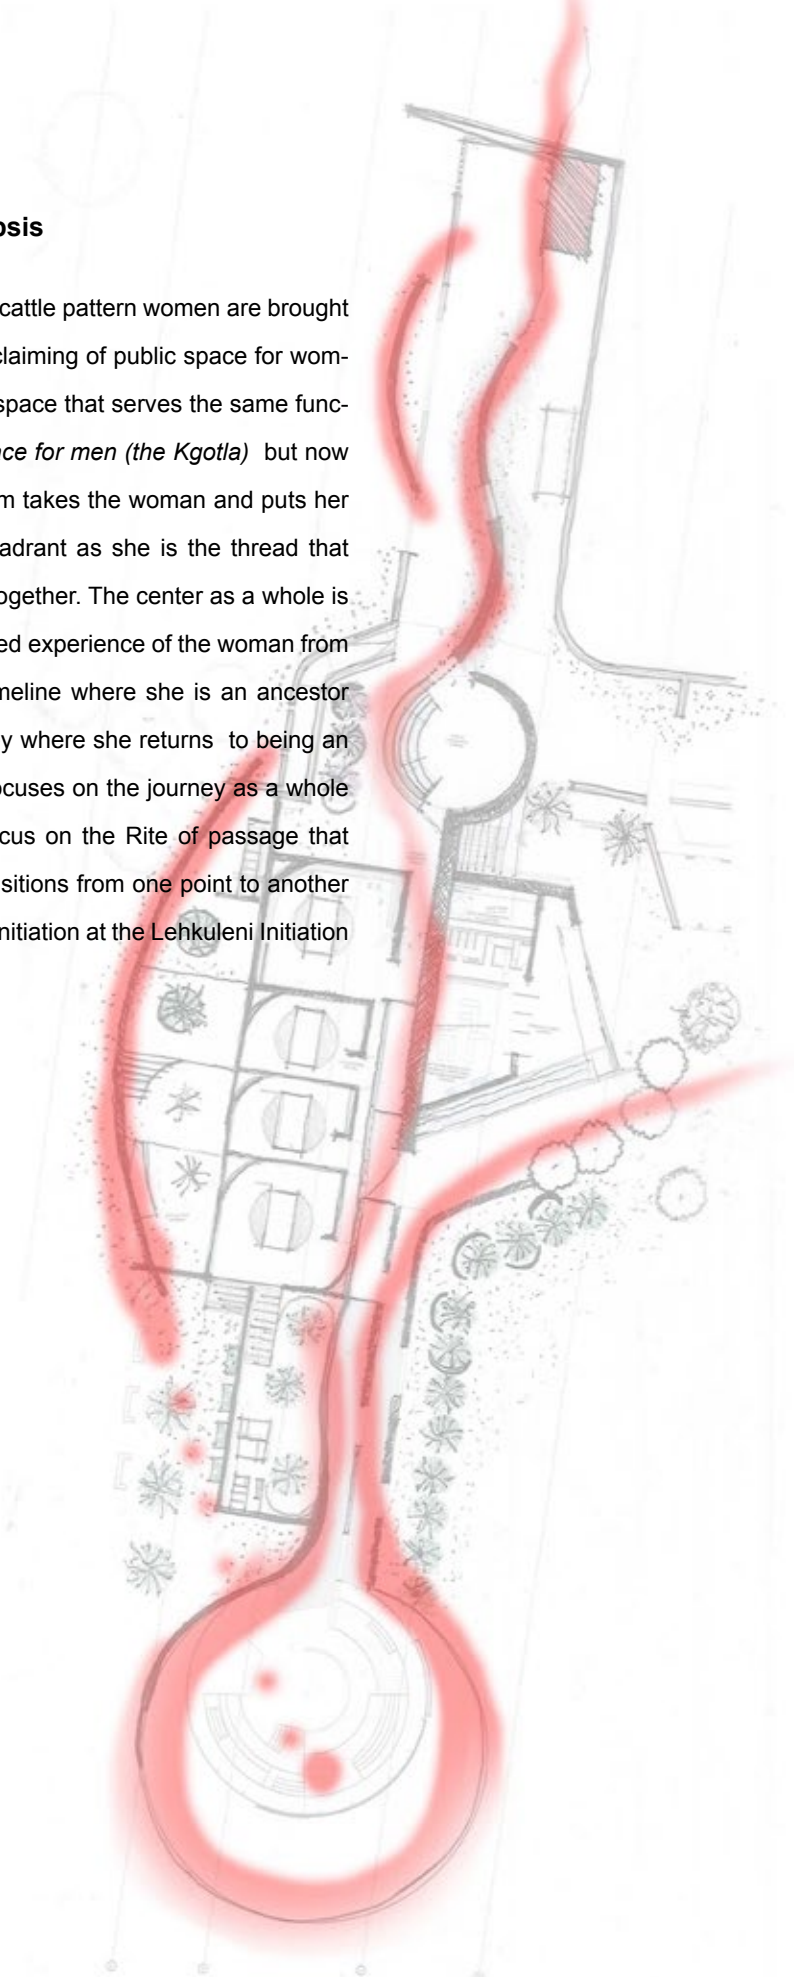 osis
cattle pattern women are brought
claiming of public space for wom-
space that serves the same func-
ce for men (the Kgotla) but now
m takes the woman and puts her
adrant as she is the thread that
ogether. The center as a whole is
ed experience of the woman from
meline where she is an ancestor
y where she returns to being an
ocuses on the journey as a whole
cus on the Rite of passage that
sitions from one point to another
nitiation at the Lehkuleni Initiation